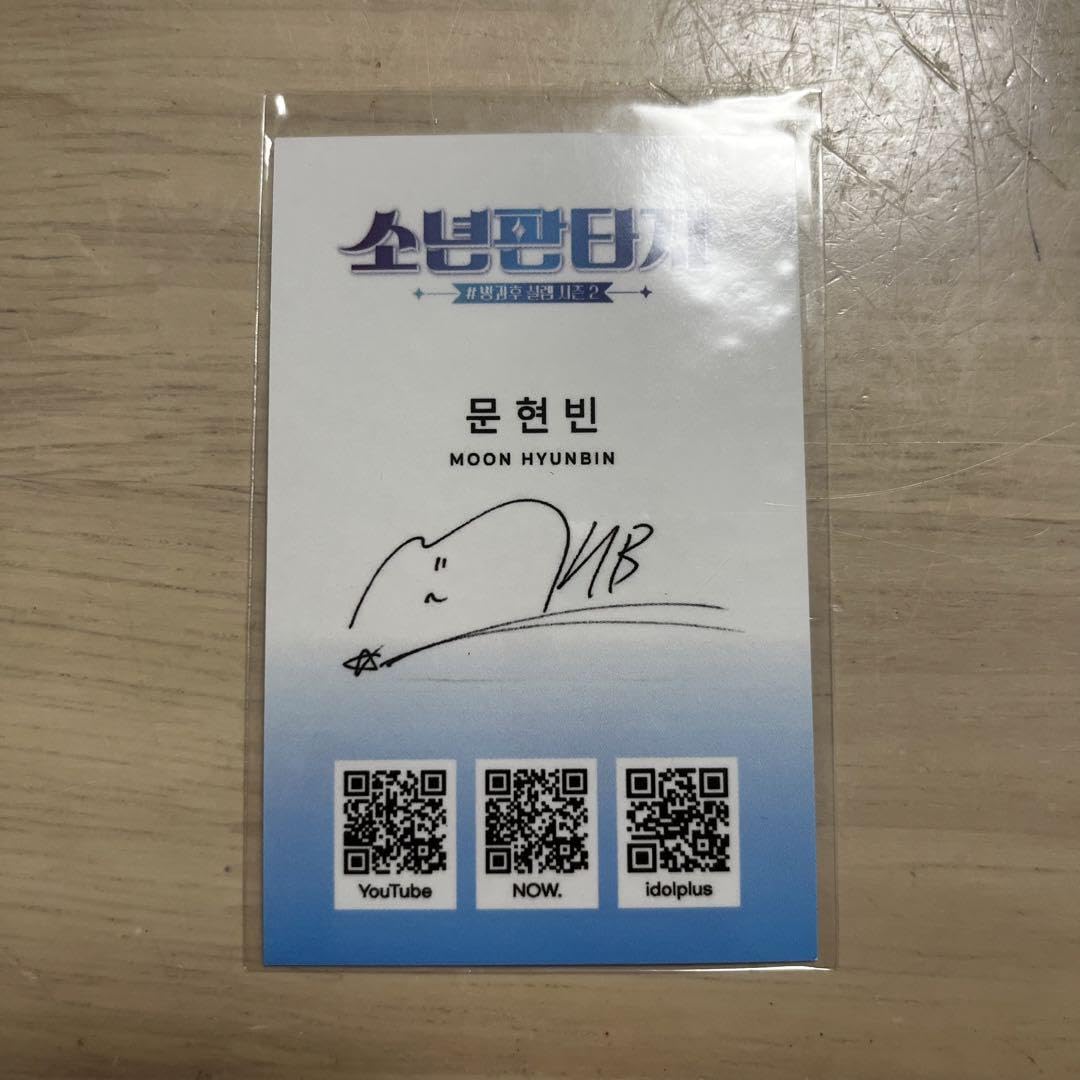 소년판타지
#방과후 설렘 시즌2
문현빈
MOON HYUNBIN
HB
YouTube
NOW.
idolplus